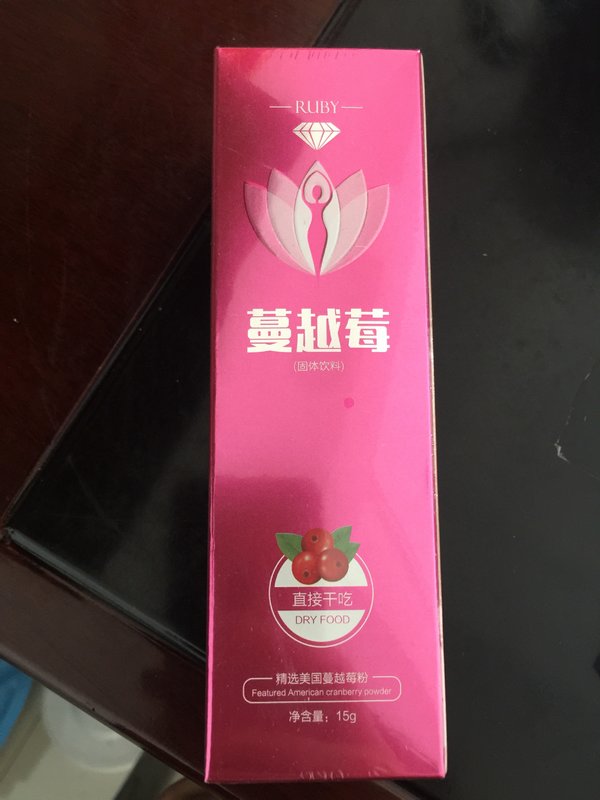 RUBY
蔓越莓
(固体饮料)
直接干吃
DRY FOOD
精选美国蔓越莓粉
Featured American cranberry powder
净含量：15g